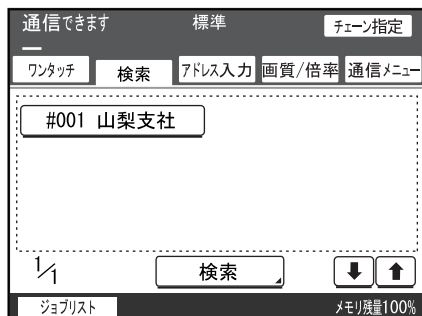 通信できます 標準 チェーン指定
ワンタッチ 検索 アドレス入力 画質/倍率 通信メニュー
#001 山梨支社
1/1 検索
ジョブリスト メモリ残量100%